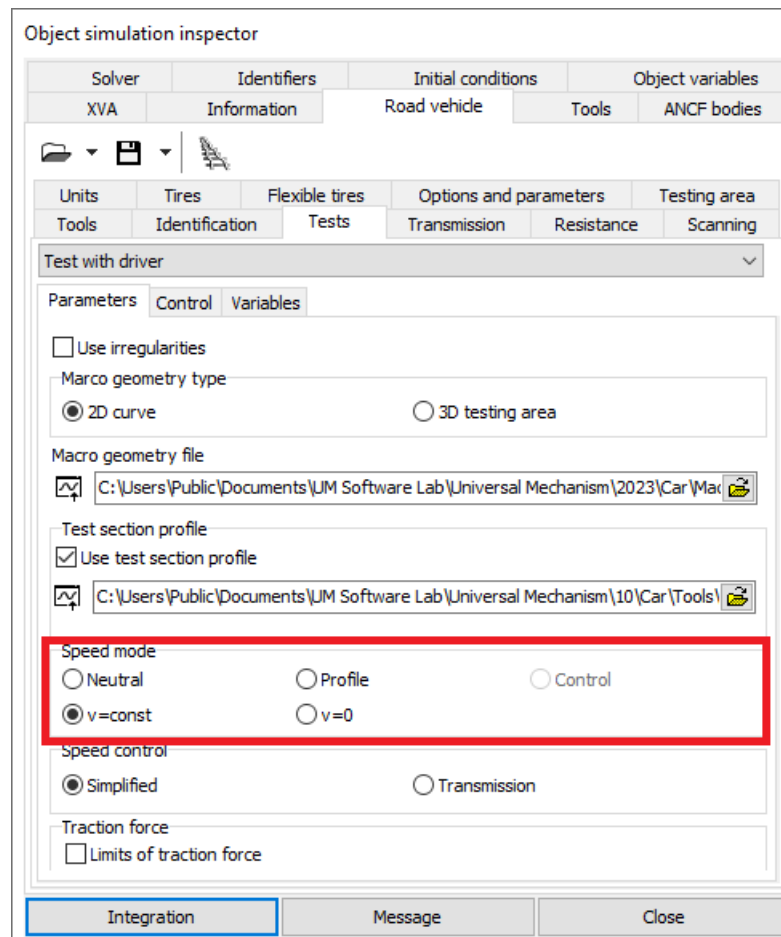 Object simulation inspector
Solver Identifiers Initial conditions Object variables
XVA Information Road vehicle Tools ANCF bodies
Units Tires Flexible tires Options and parameters Testing area
Tools Identification Tests Transmission Resistance Scanning
Test with driver
Parameters Control Variables
Use irregularities
Marco geometry type
2D curve 3D testing area
Macro geometry file
C:\Users\Public\Documents\UM Software Lab\Universal Mechanism\2023\Car\Mac
Test section profile
Use test section profile
C:\Users\Public\Documents\UM Software Lab\Universal Mechanism\10\Car\Tools\
Speed mode
Neutral Profile Control
v=const v=0
Speed control
Simplified Transmission
Traction force
Limits of traction force
Integration Message Close